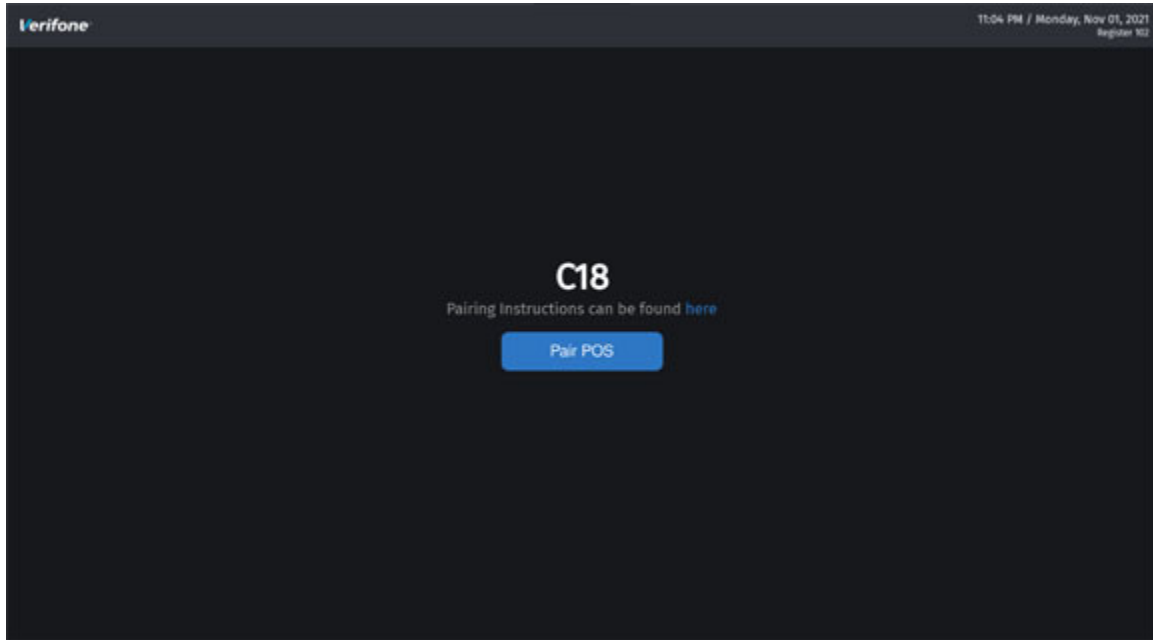 Verifone
11:04 PM / Monday, Nov 01, 2021
Register 102
C18
Pairing Instructions can be found here
Pair POS